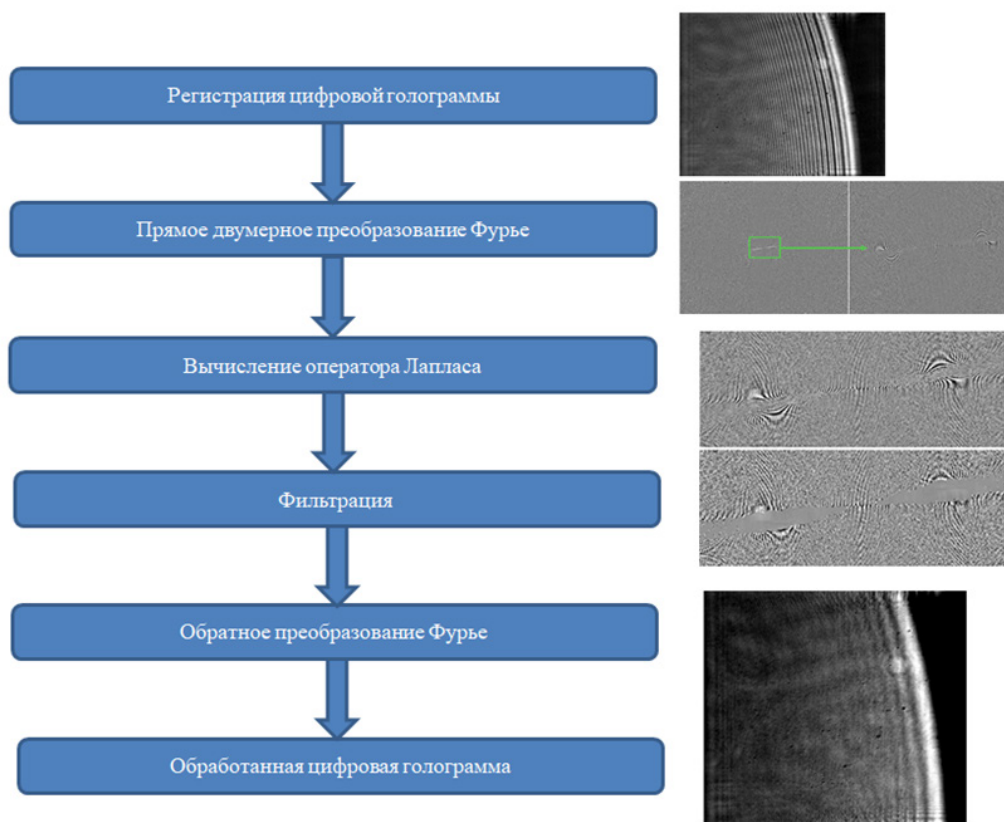 Регистрация цифровой голограммы
Прямое двумерное преобразование Фурье
Вычисление оператора Лапласа
Фильтрация
Обратное преобразование Фурье
Обработанная цифровая голограмма